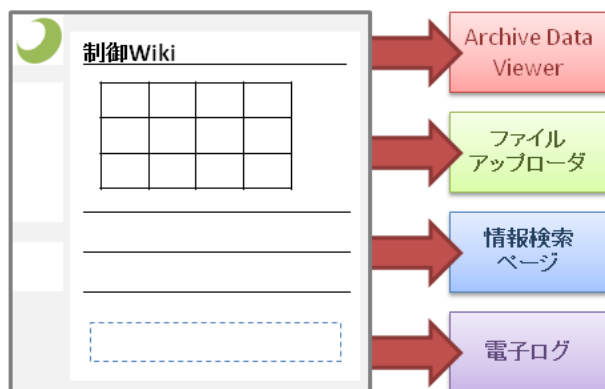 制御Wiki
Archive Data
Viewer
ファイル
アップローダ
情報検索
ページ
電子ログ